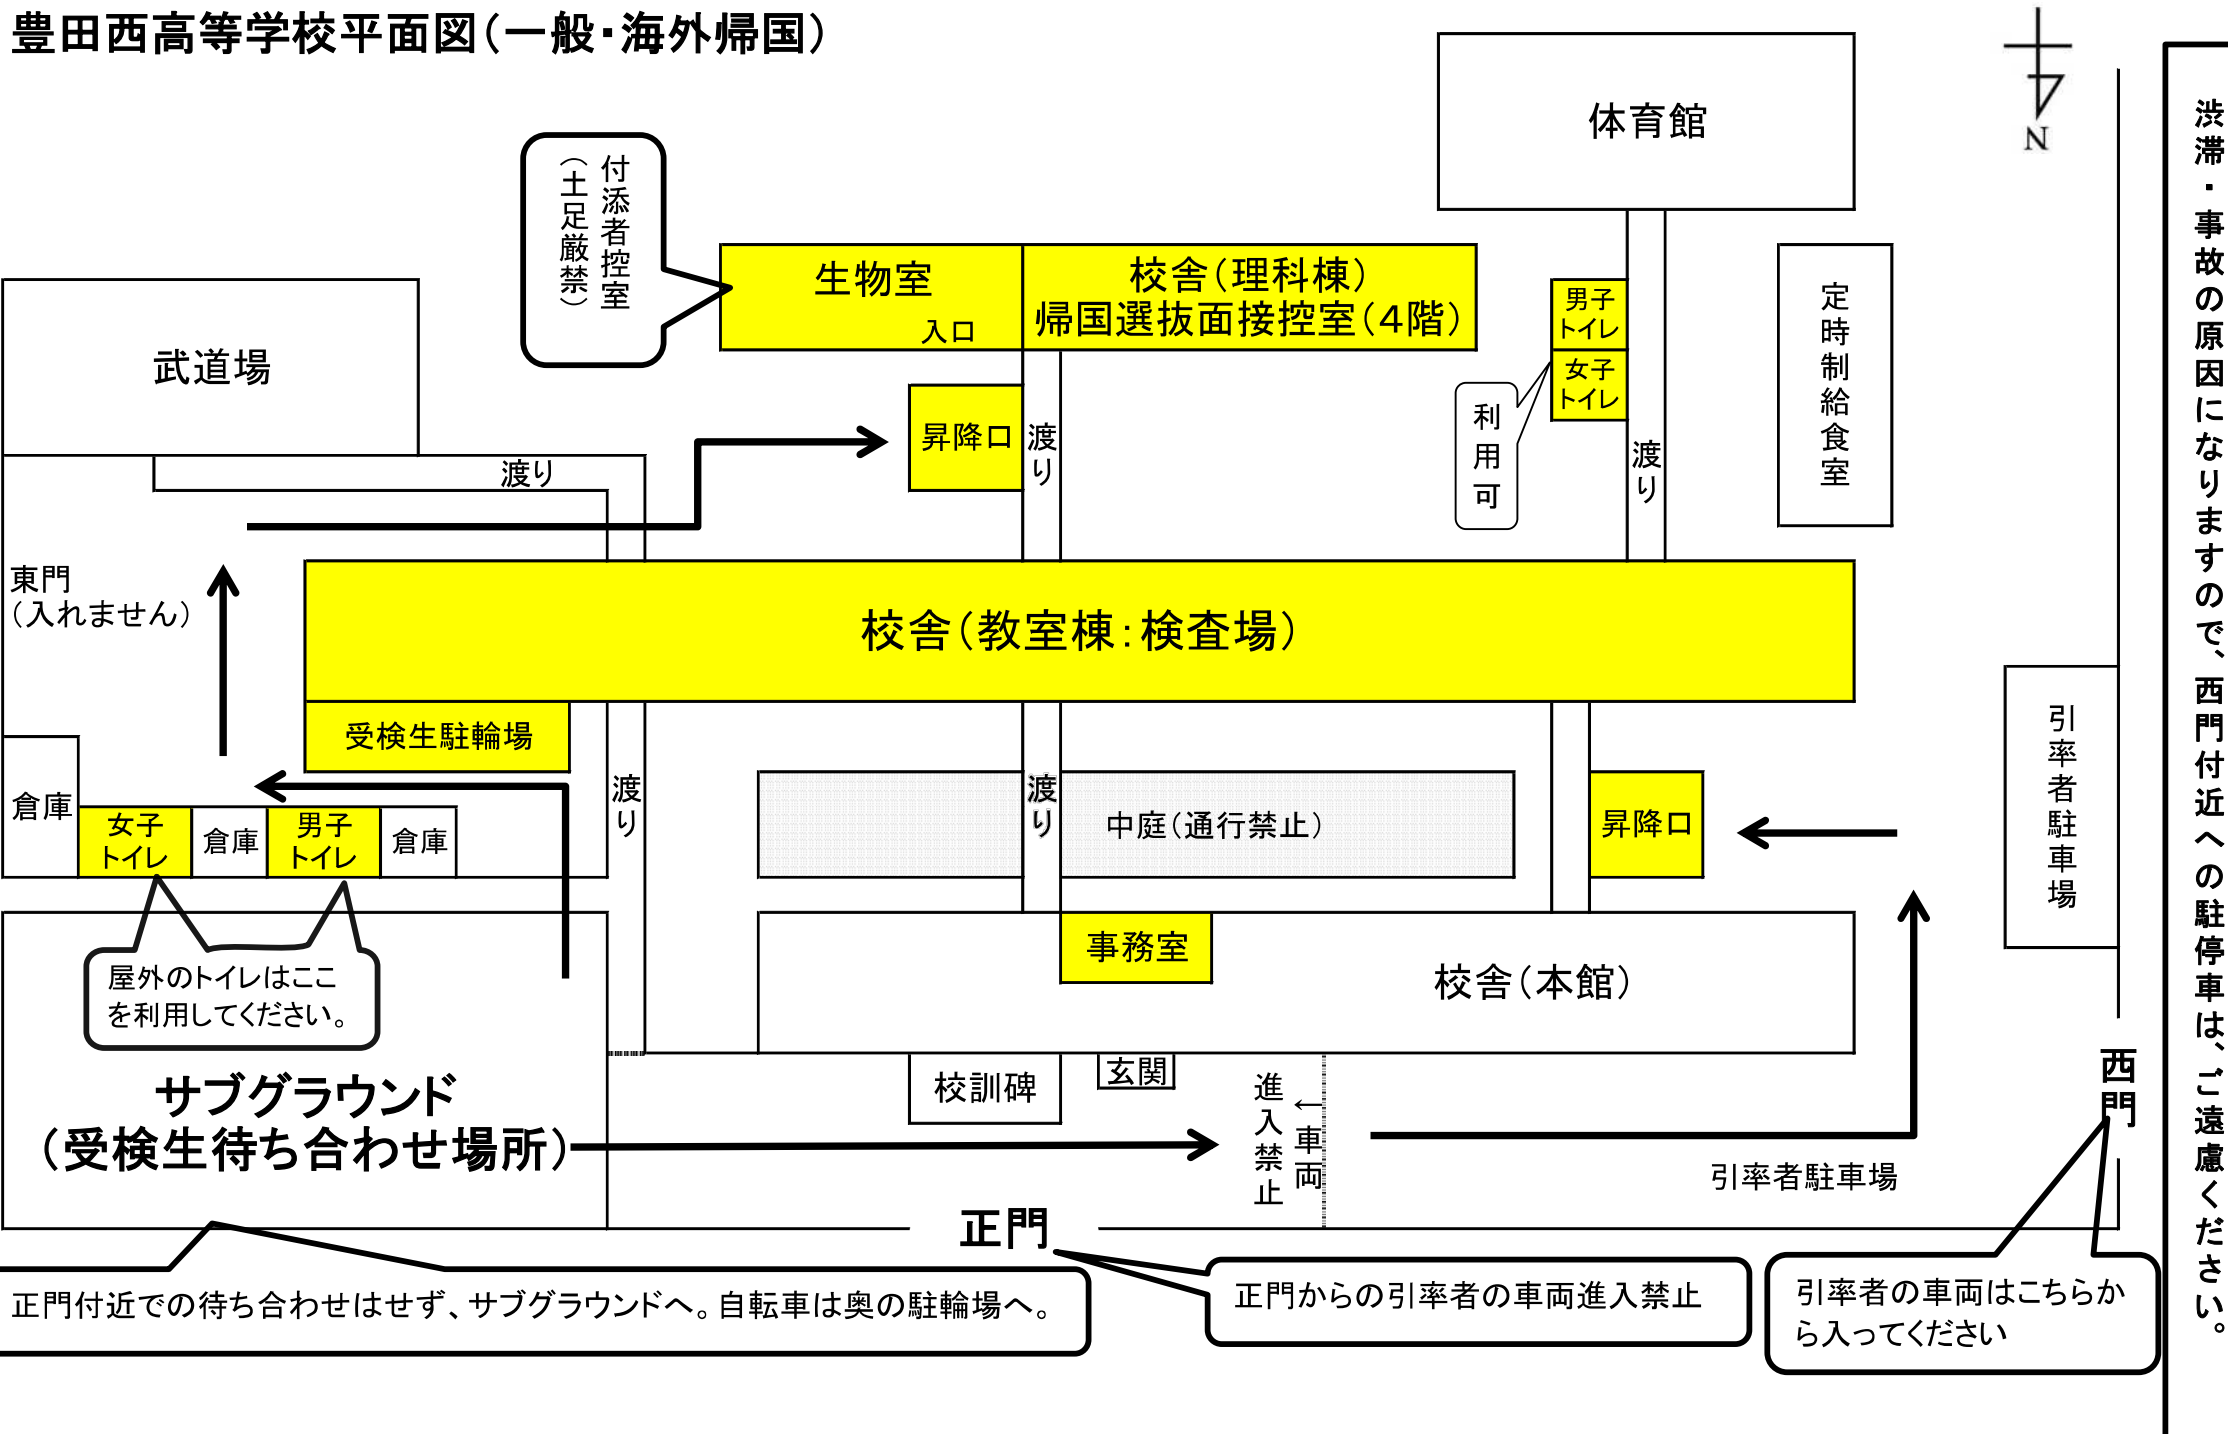 豊田西高等学校平面図（一般・海外帰国）
体育館
N
付添者控室
（土足厳禁）
生物室
入口
校舎（理科棟）
帰国選抜面接控室（４階）
男子
トイレ
女子
トイレ
利用可
定時制給食室
武道場
渡り
昇降口
渡り
渡り
東門
（入れません）
校舎（教室棟：検査場）
受検生駐輪場
引率者駐車場
倉庫
女子
トイレ
倉庫
男子
トイレ
倉庫
渡り
渡り
中庭（通行禁止）
昇降口
屋外のトイレはここ
を利用してください。
事務室
校舎（本館）
サブグラウンド
（受検生待ち合わせ場所）
校訓碑
玄関
←車両
進入禁止
引率者駐車場
西門
正門
正門付近での待ち合わせはせず、サブグラウンドへ。自転車は奥の駐輪場へ。
正門からの引率者の車両進入禁止
引率者の車両はこちらか
ら入ってください
渋滞・事故の原因になりますので、西門付近への駐停車は、ご遠慮ください。